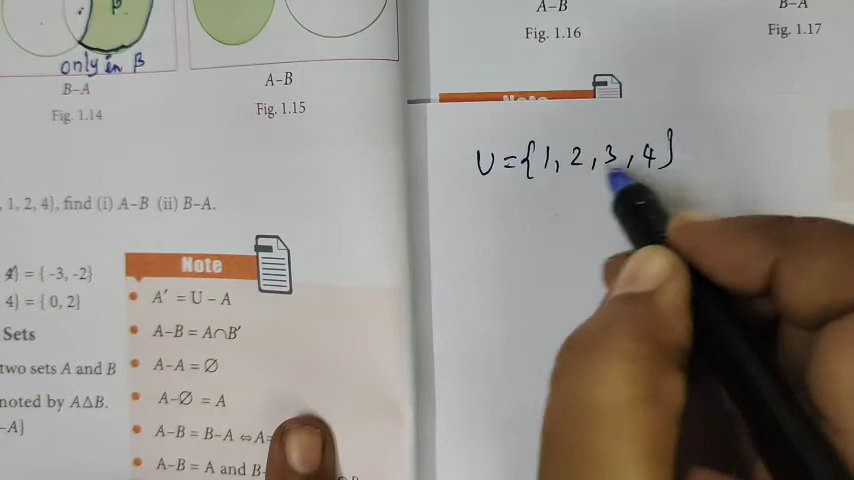 B
only in B
B–A
Fig. 1.14
A–B
Fig. 1.15
, 1, 2, 4}, find (i) A–B (ii) B–A.
4} = { -3, -2}
4} = { 0, 2}
Sets
two sets A and B
noted by A∆B.
–A}
Note
A′ = U – A
A–B = A∩B′
A–A = ∅
A–∅ = A
A–B = B–A ⇔ A=
A–B = A and B-
A–B
Fig. 1.16
B–A
Fig. 1.17
Note
U = {1, 2, 3, 4}